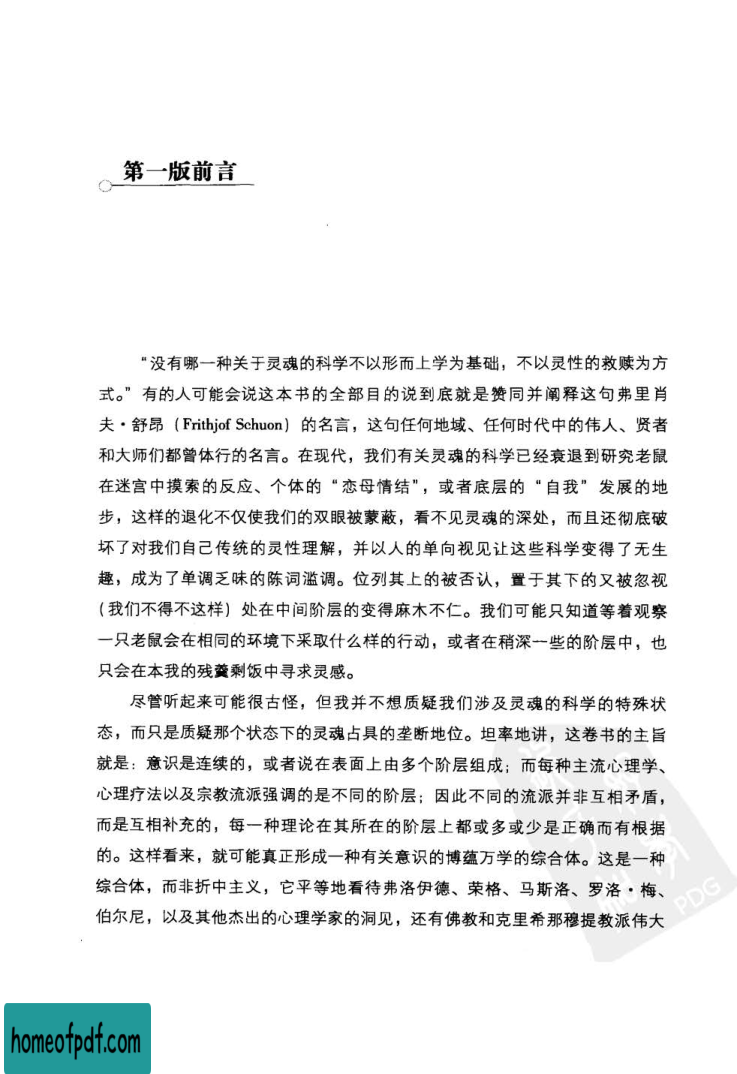 第一版前言
“没有哪一种关于灵魂的科学不以形而上学为基础，不以灵性的救赎为方
式。”有的人可能会说这本书的全部目的说到底就是赞同并阐释这句弗里肖
夫·舒昂（Frithjof Schuon）的名言，这句任何地域、任何时代中的伟人、贤者
和大师们都曾体行的名言。在现代，我们有关灵魂的科学已经衰退到研究老鼠
在迷宫中摸索的反应、个体的“恋母情结”，或者底层的“自我”发展的地
步，这样的退化不仅使我们的双眼被蒙蔽，看不见灵魂的深处，而且还彻底破
坏了对我们自己传统的灵性理解，并以人的单向视见让这些科学变得了无生
趣，成为了单调乏味的陈词滥调。位列其上的被否认，置于其下的又被忽视
（我们不得不这样）处在中间阶层的变得麻木不仁。我们可能只知道等着观察
一只老鼠会在相同的环境下采取什么样的行动，或者在稍深一些的阶层中，也
只会在本我的残羹剩饭中寻求灵感。
尽管听起来可能很古怪，但我并不想质疑我们涉及灵魂的科学的特殊状
态，而只是质疑那个状态下的灵魂占具的垄断地位。坦率地讲，这卷书的主旨
就是：意识是连续的，或者说在表面上由多个阶层组成；而每种主流心理学、
心理疗法以及宗教流派强调的是不同的阶层；因此不同的流派并非互相矛盾，
而是互相补充的，每一种理论在其所在的阶层上都或多或少是正确而有根据
的。这样看来，就可能真正形成一种有关意识的博蕴万学的综合体。这是一种
综合体，而非折中主义，它平等地看待弗洛伊德、荣格、马斯洛、罗洛·梅、
伯尔尼，以及其他杰出的心理学家的洞见，还有佛教和克里希那穆提教派伟大
PDG
homeofpdf.com